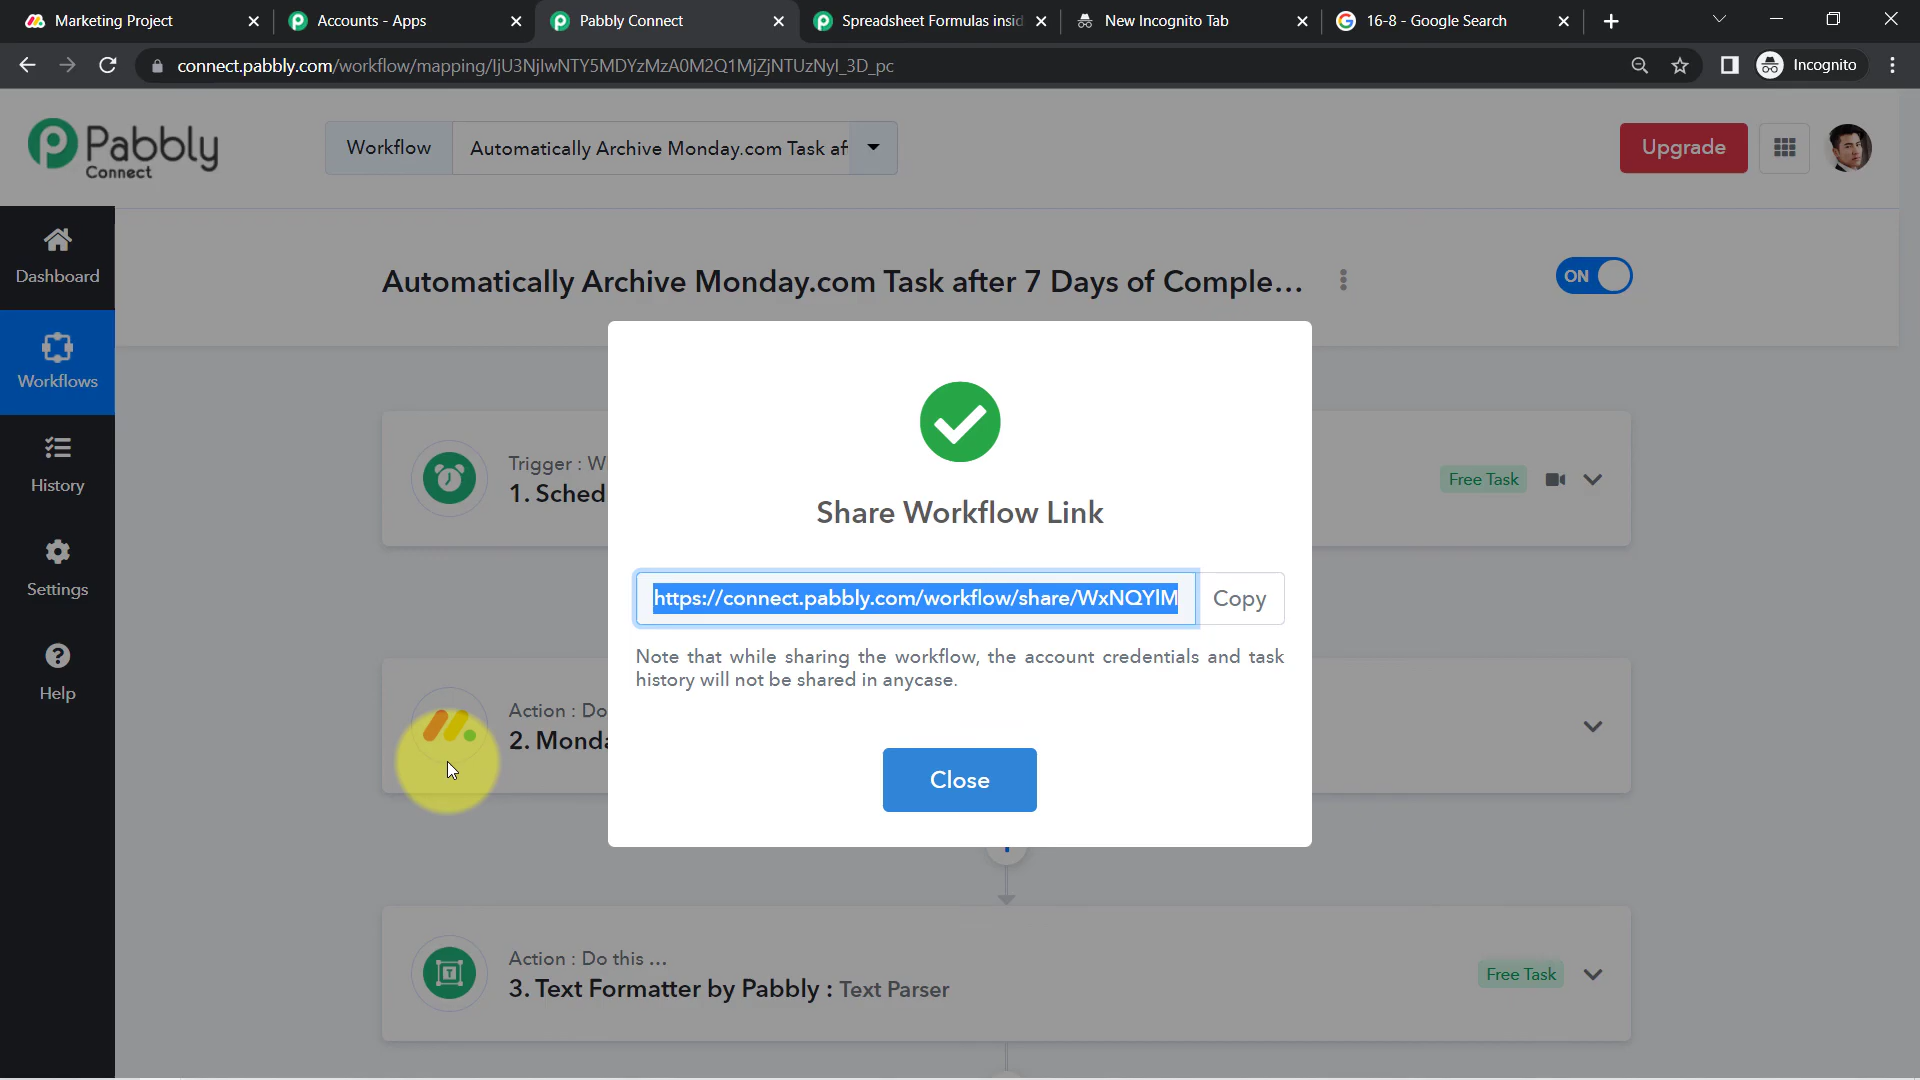 Marketing Project
Accounts - Apps
Pabbly Connect
Spreadsheet Formulas insid
New Incognito Tab
16-8 - Google Search
connect.pabbly.com/workflow/mapping/IjU3NjIwNTY5MDYzMzA0M2Q1MjZjNTUzNyI_3D_pc
Incognito
Pabbly
Connect
Workflow
Automatically Archive Monday.com Task af
Upgrade
Dashboard
Workflows
History
Settings
Help
Automatically Archive Monday.com Task after 7 Days of Comple...
ON
Trigger : W
1. Sched
Free Task
Share Workflow Link
https://connect.pabbly.com/workflow/share/WxNQYlM
Copy
Note that while sharing the workflow, the account credentials and task
history will not be shared in anycase.
Close
Action : Do
2. Monda
Action : Do this ...
3. Text Formatter by Pabbly : Text Parser
Free Task